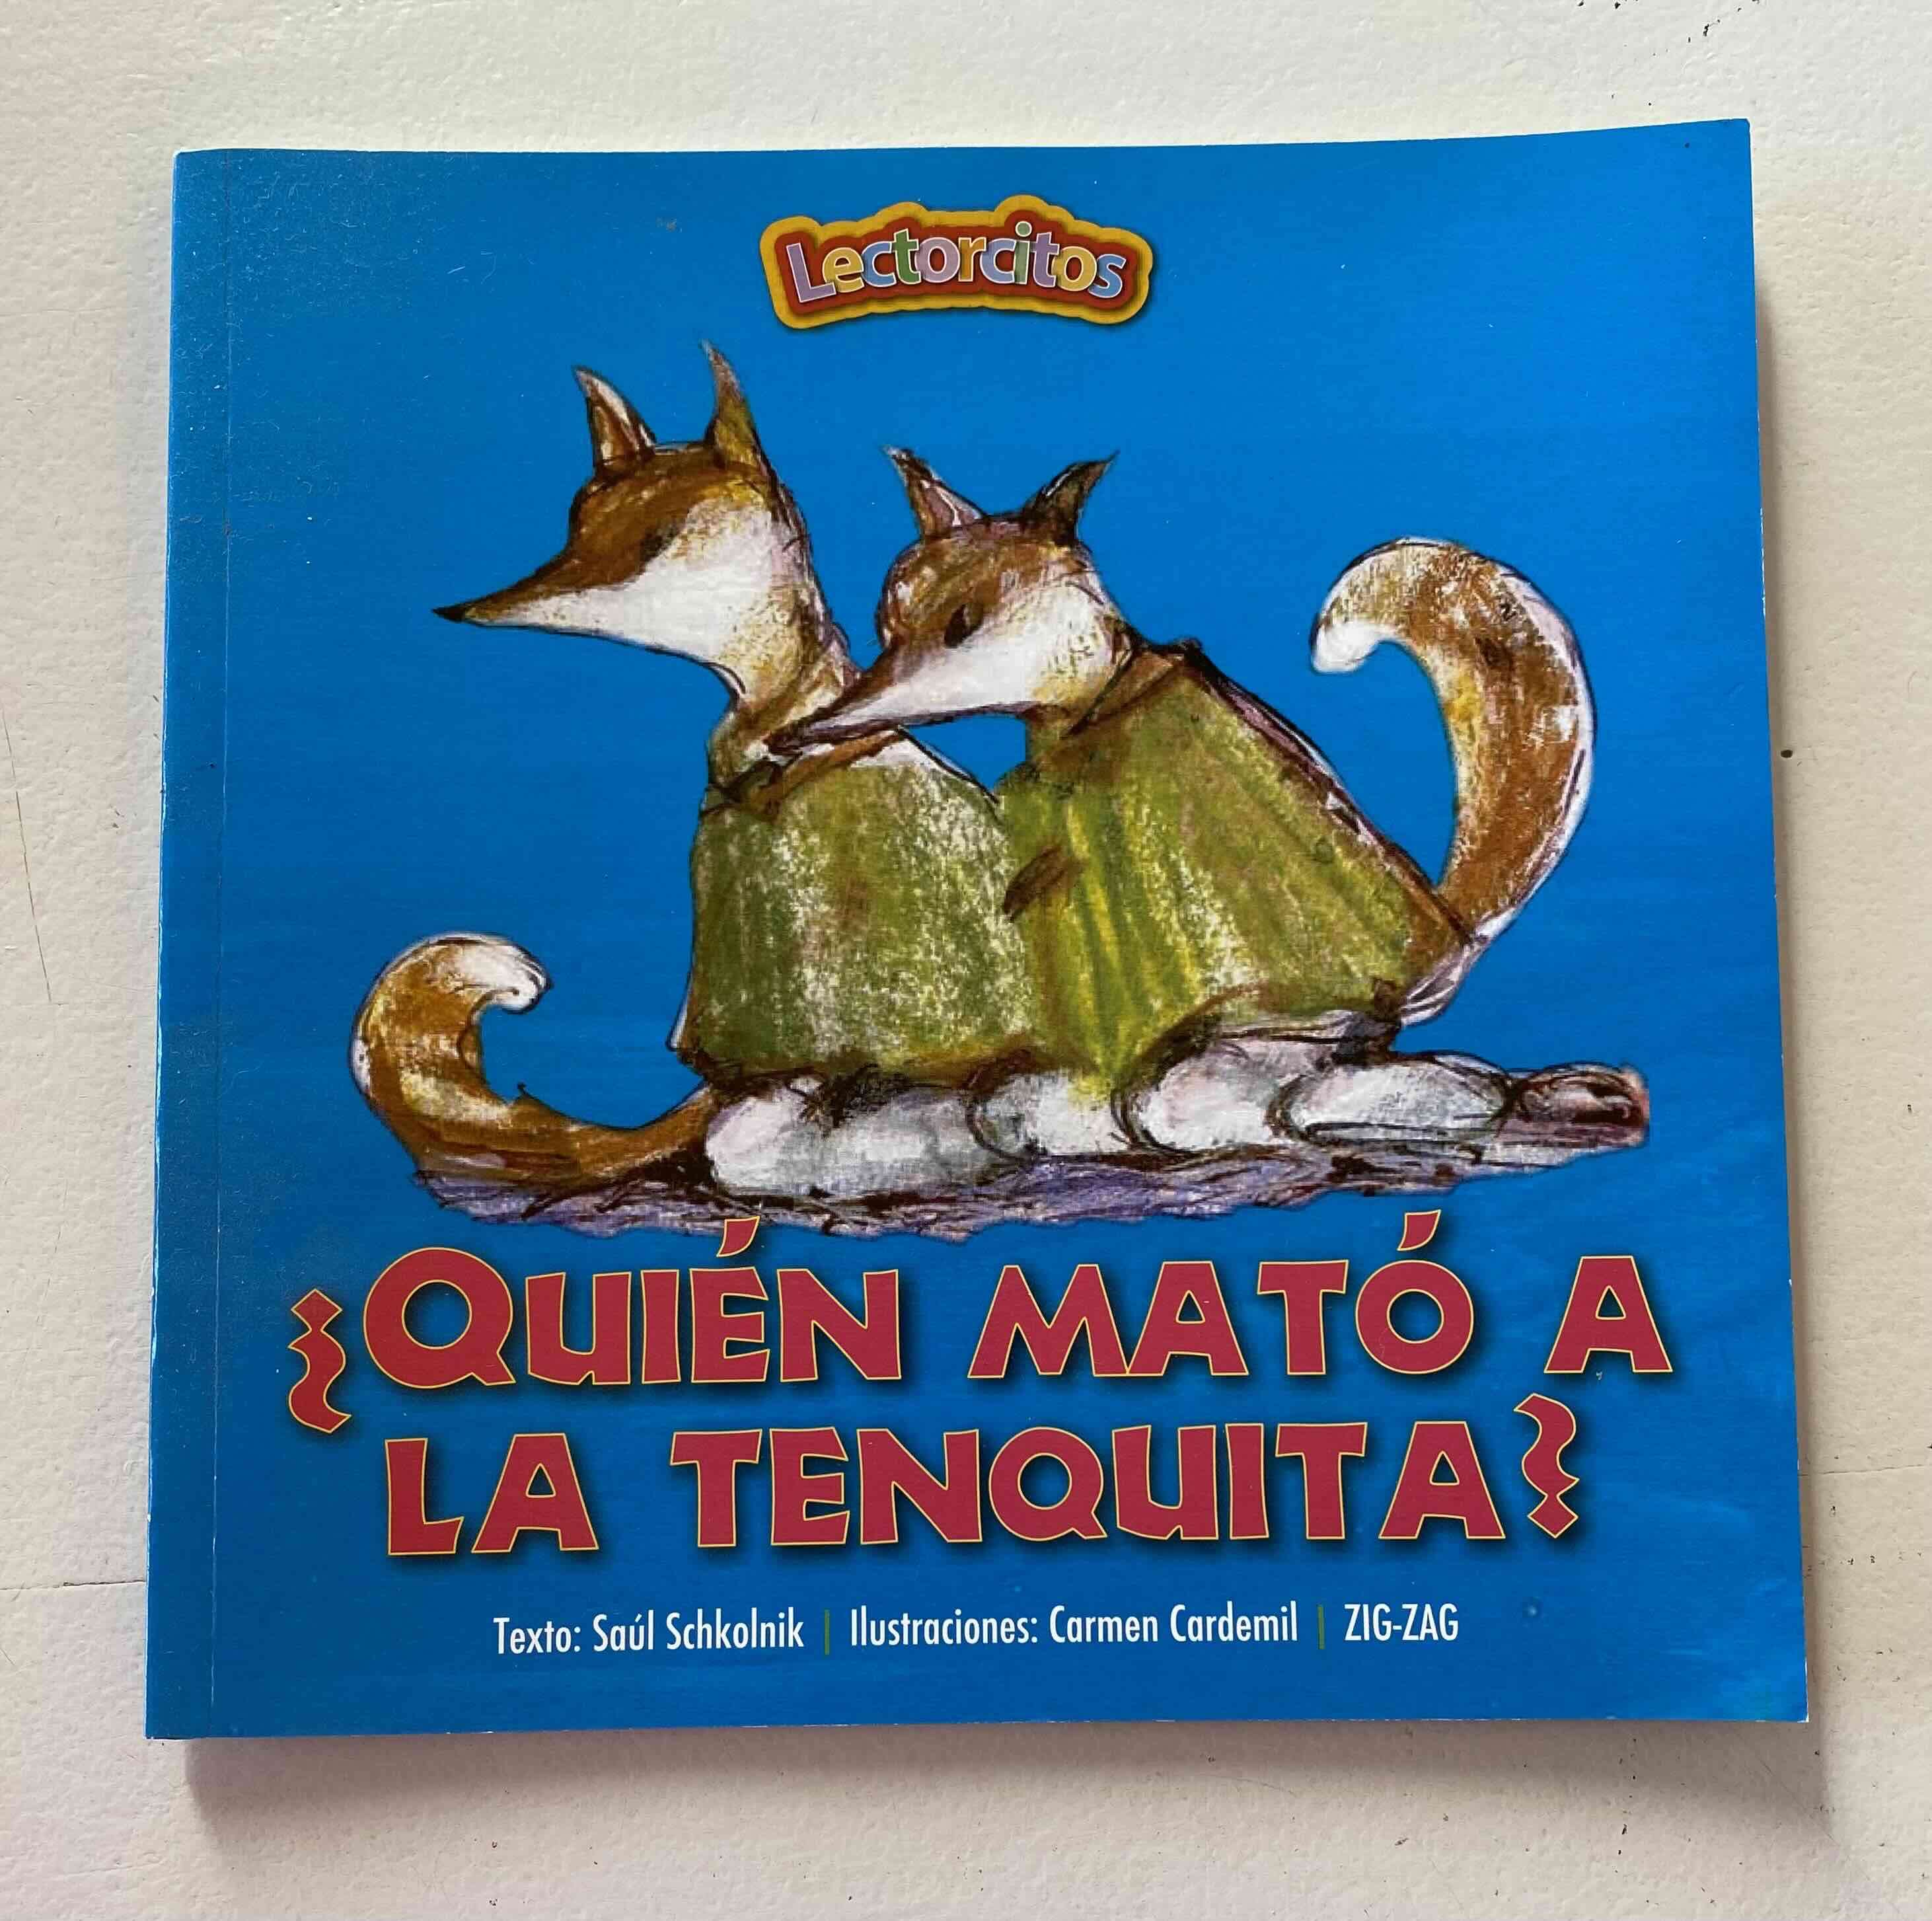 Lectorcitos
¿QUIÉN MATÓ A
LA TENQUITA?
Texto: Saúl Schkolnik | Ilustraciones: Carmen Cardemil | ZIG-ZAG